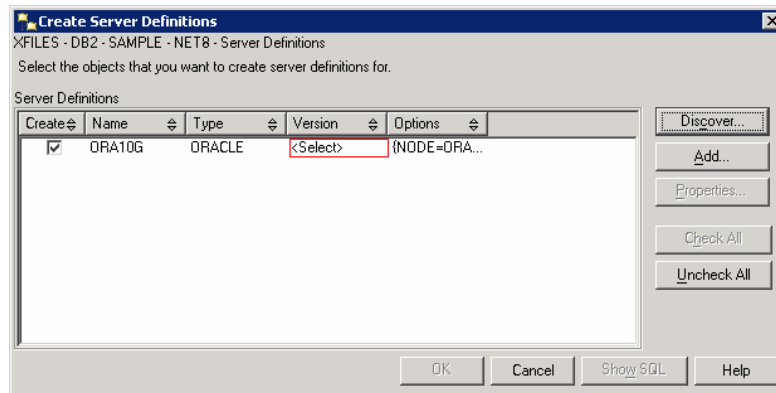 Create Server Definitions
XFILES - DB2 - SAMPLE - NET8 - Server Definitions
Select the objects that you want to create server definitions for.
Server Definitions
Create Name Type Version Options
ORA10G ORACLE <Select> {NODE=ORA...
Discover...
Add...
Properties...
Check All
Uncheck All
OK Cancel Show SQL Help